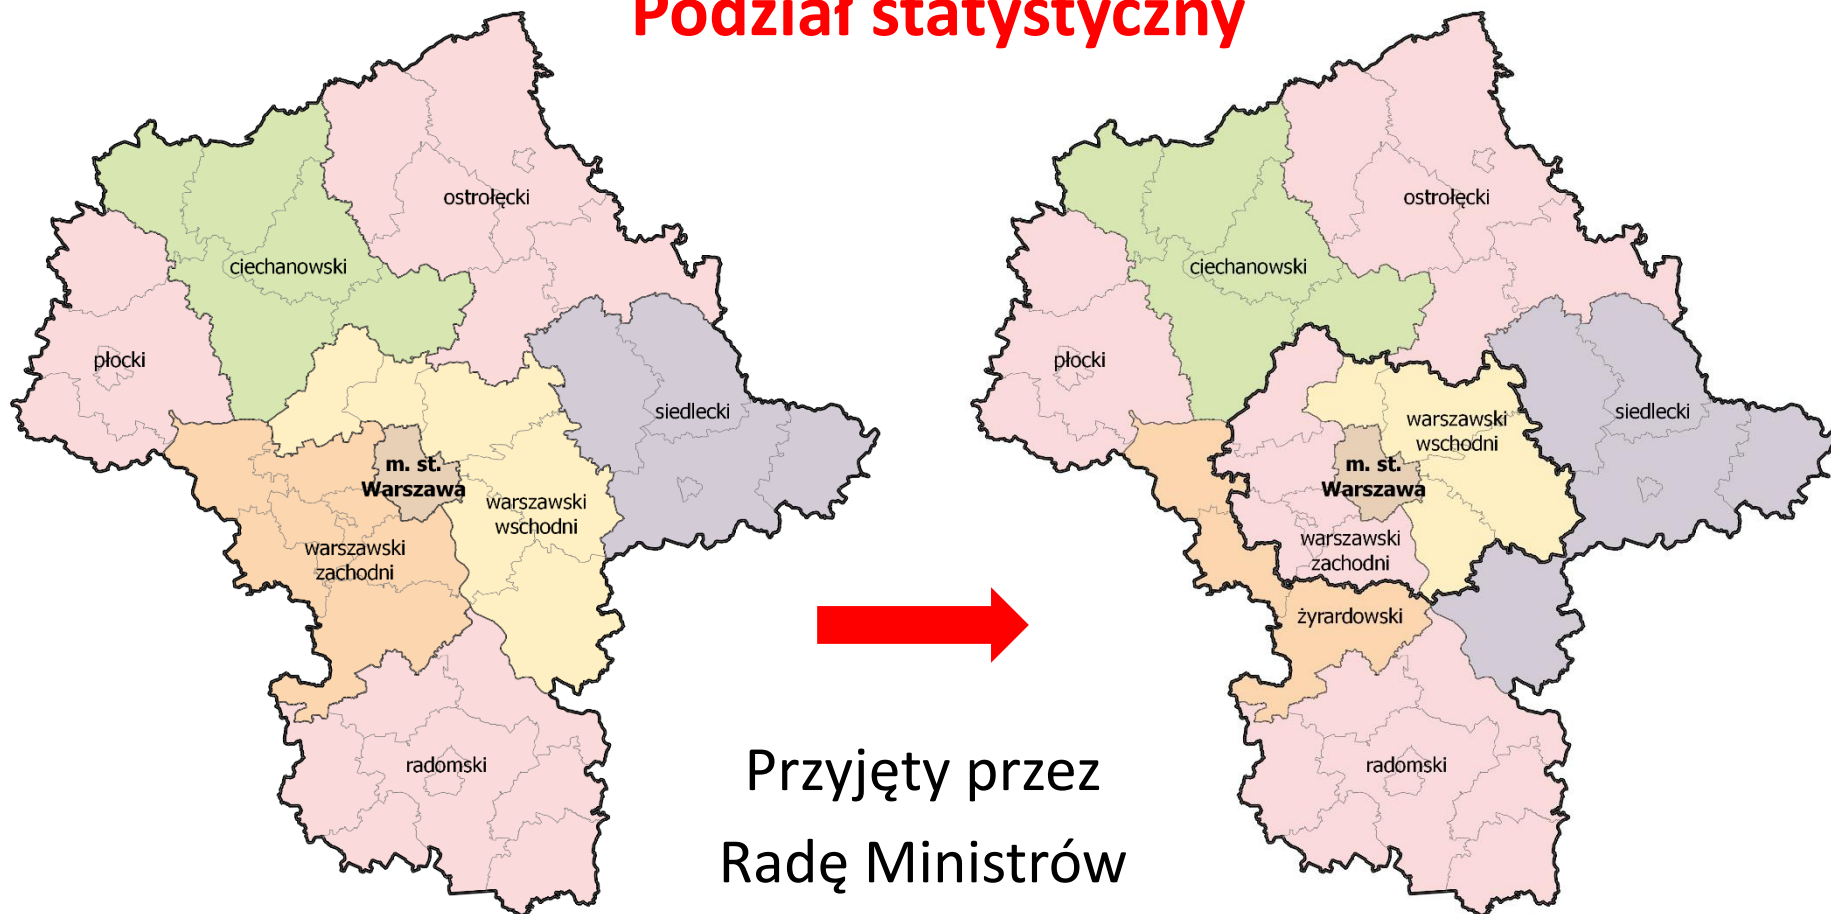 Podział statystyczny
ostrołęcki
ciechanowski
płocki
siedlecki
m. st.
Warszawa
warszawski
wschodni
warszawski
zachodni
radomski
ostrołęcki
ciechanowski
płocki
siedlecki
warszawski
wschodni
m. st.
Warszawa
warszawski
zachodni
żyrardowski
radomski
Przyjęty przez
Radę Ministrów